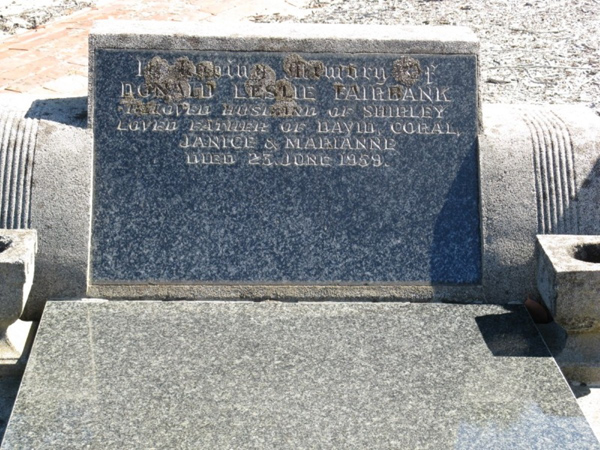 In Loving Memory Of
DONALD LESLIE FAIRBANK
BELOVED HUSBAND OF SHIRLEY
LOVED FATHER OF DAVID, CORAL,
JANICE & MARIANNE
DIED 25. JUNE 1959.